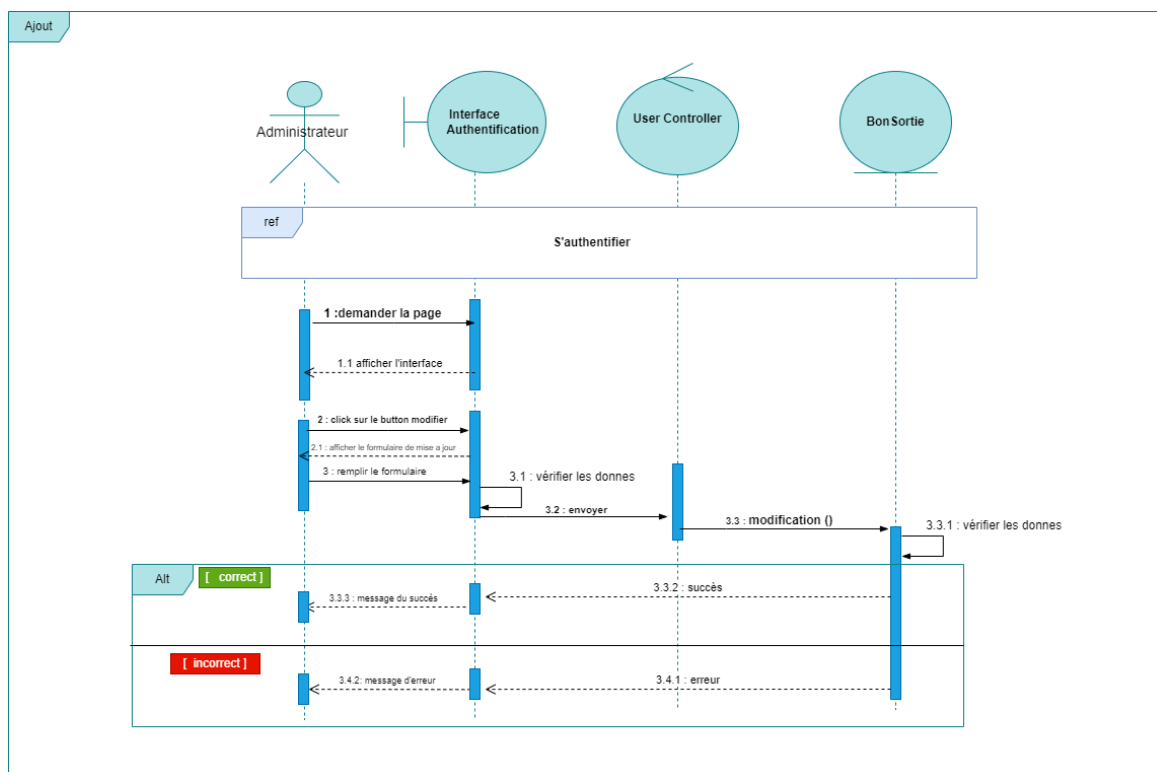 Ajout
Administrateur
Interface
Authentification
User Controller
BonSortie
ref
S'authentifier
1 :demander la page
1.1 afficher l'interface
2 : click sur le button modifier
2.1 : afficher le formulaire de mise a jour
3 : remplir le formulaire
3.1 : vérifier les donnes
3.2 : envoyer
3.3 : modification ()
3.3.1 : vérifier les donnes
Alt
[ correct ]
3.3.2 : succès
3.3.3 : message du succés
[ incorrect ]
3.4.1 : erreur
3.4.2: message d'erreur